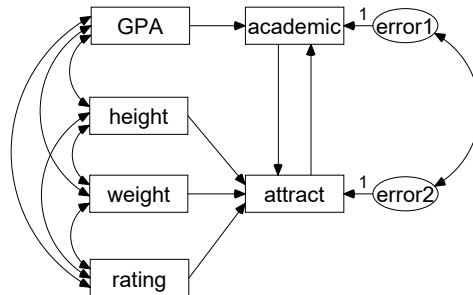 GPA academic 1 error1
height
weight attract 1 error2
rating